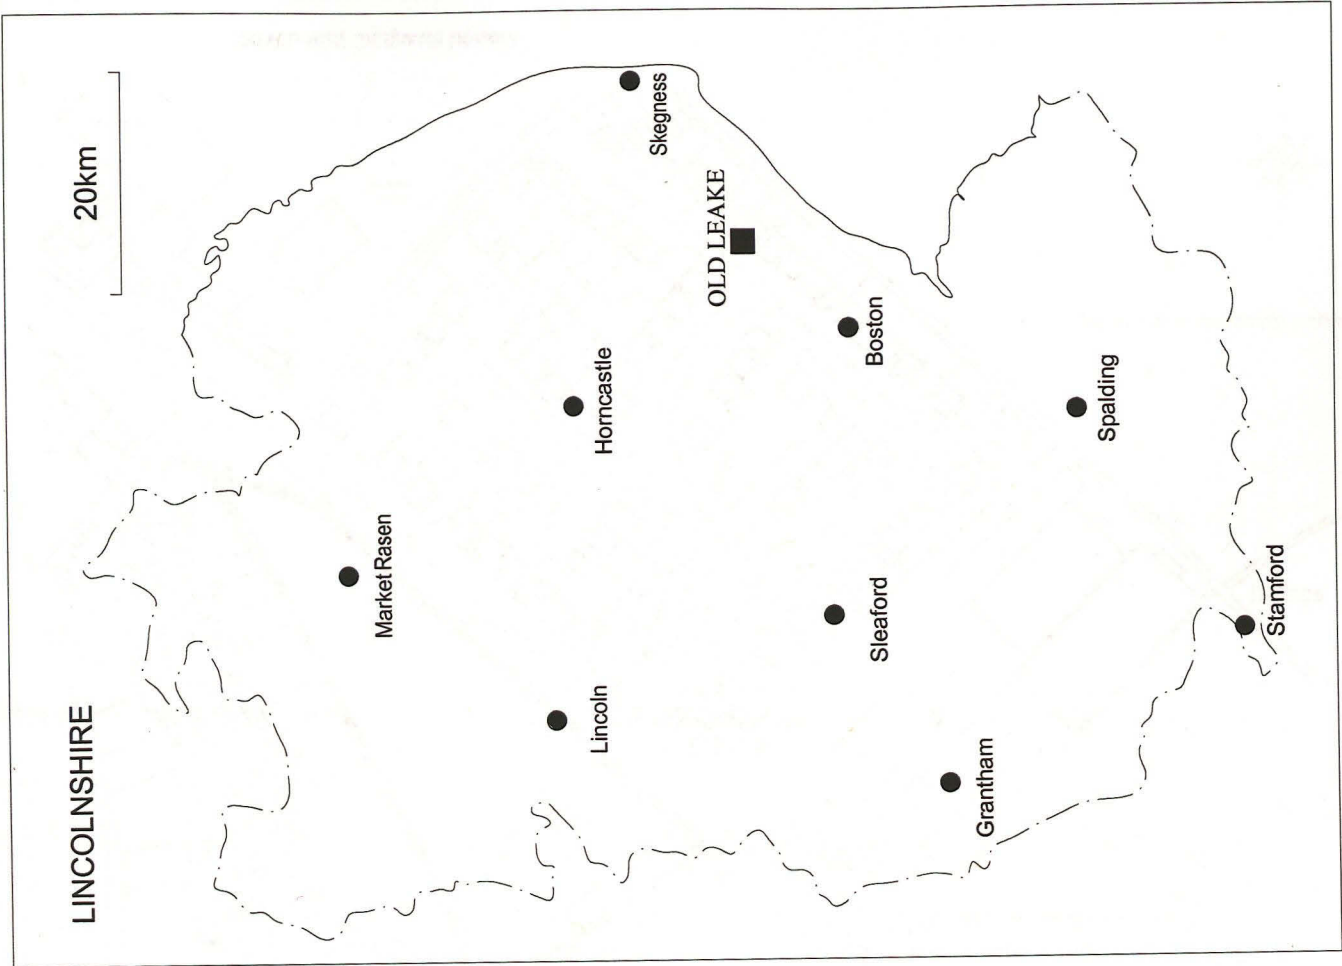 LINCOLNSHIRE
20km
Market Rasen
Lincoln
Horncastle
Skegness
OLD LEAKE
Boston
Sleaford
Grantham
Spalding
Stamford